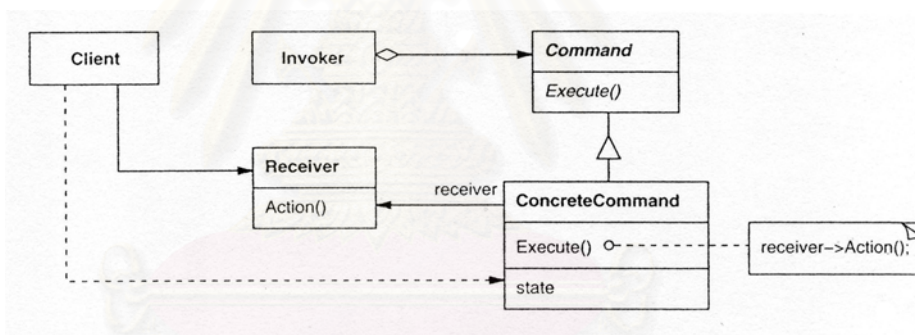 Client
Invoker
Command
Execute()
Receiver
Action()
receiver
ConcreteCommand
Execute()
receiver->Action();
state